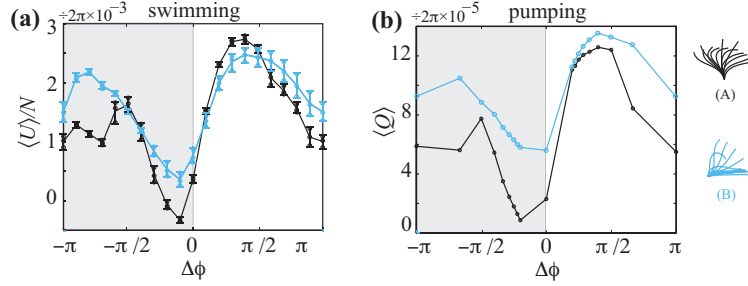 (a) swimming
÷2π×10⁻³
3
2
1
0
⟨U⟩/N
−π −π/2 0 π/2 π
Δϕ
(b) pumping
÷2π×10⁻⁵
12
8
4
0
⟨Q⟩
−π −π/2 0 π/2 π
Δϕ
(A)
(B)